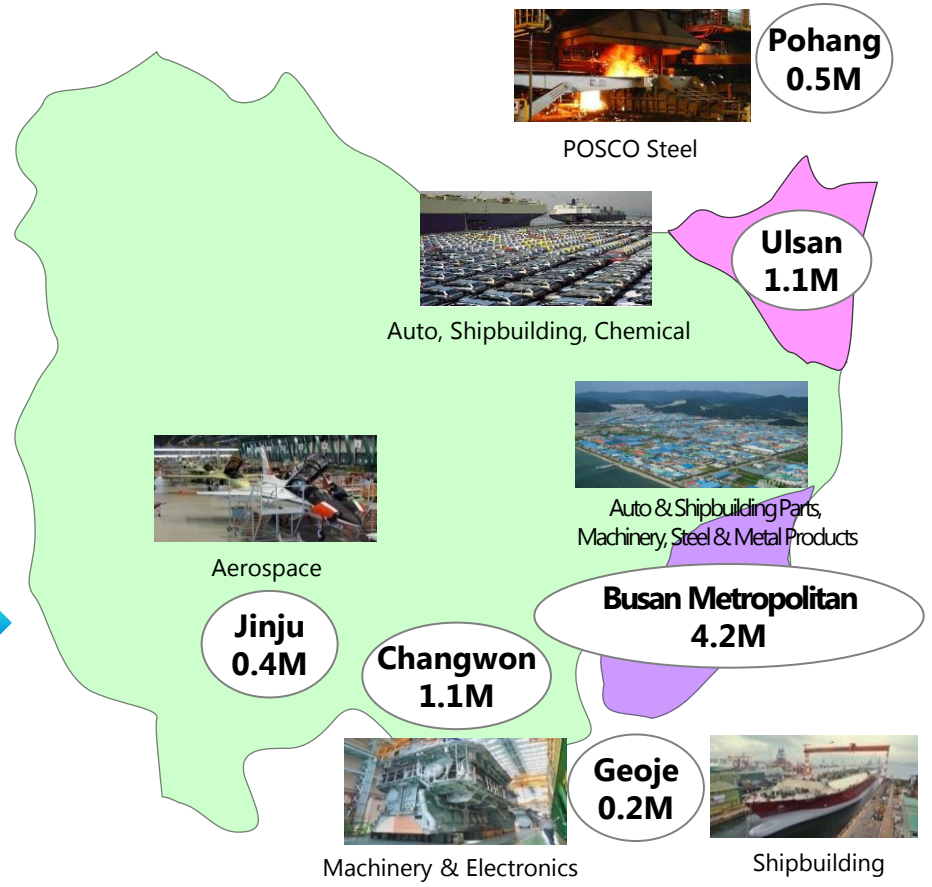 Pohang
0.5M
POSCO Steel
Ulsan
1.1M
Auto, Shipbuilding, Chemical
Auto & Shipbuilding Parts,
Machinery, Steel & Metal Products
Aerospace
Busan Metropolitan
4.2M
Jinju
0.4M
Changwon
1.1M
Geoje
0.2M
Machinery & Electronics
Shipbuilding